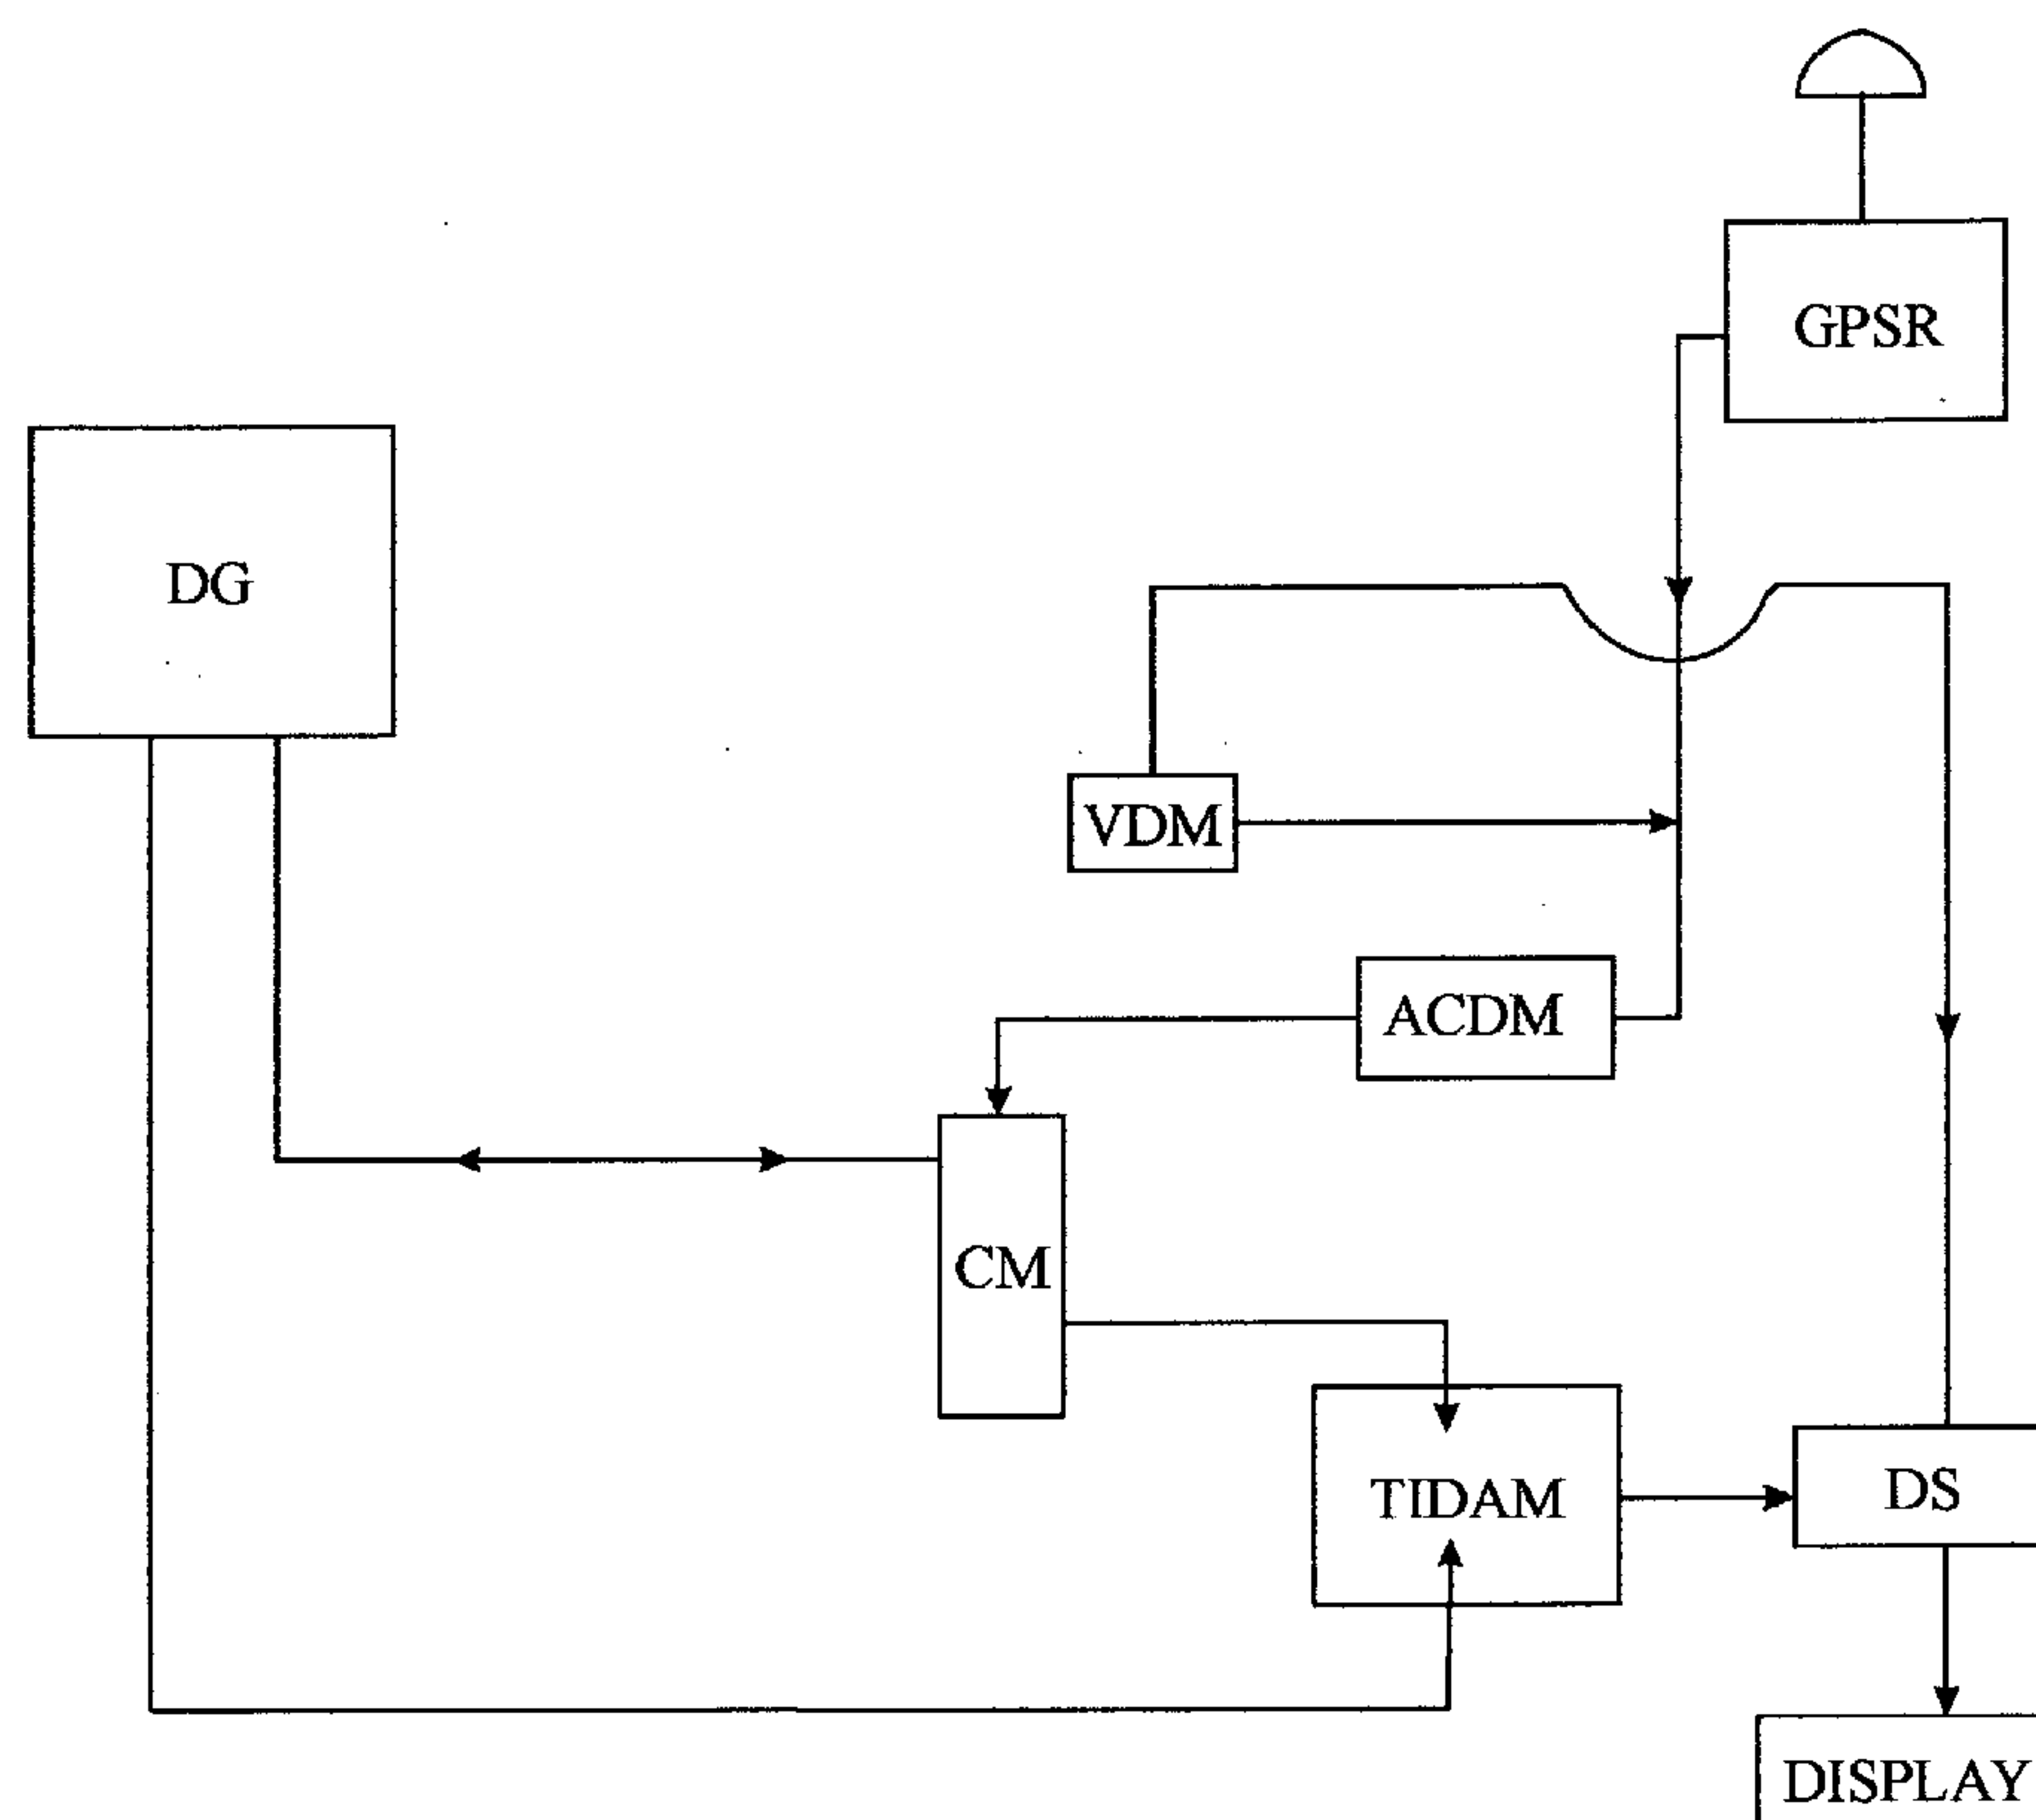 GPSR
DG
VDM
ACDM
CM
TIDAM
DS
DISPLAY